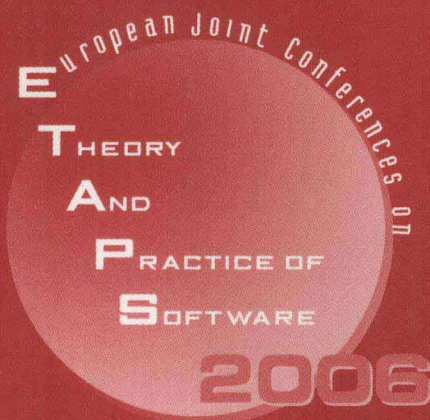 European Joint Conferences on
THEORY
AND
PRACTICE OF
SOFTWARE
2006